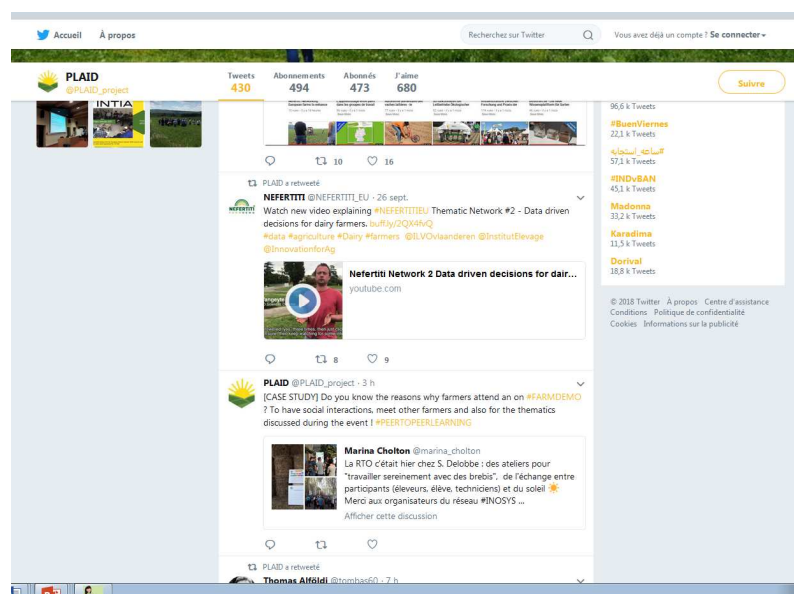 Accueil À propos
Recherchez sur Twitter
Vous avez déjà un compte ? Se connecter
PLAID
@PLAID_project
Tweets Abonnements Abonnés J'aime
430 494 473 680
Suivre
INTIA
10 16
PLAID a retweeté
NEFERTITI @NEFERTITI_EU · 26 sept.
NEFERTITI
Watch new video explaining #NEFERTITIEU Thematic Network #2 - Data driven
decisions for dairy farmers. buff.ly/2QX4fvQ
#data #agriculture #Dairy #farmers @ILVOvlaanderen @InstitutElevage
@InnovationforAg
Nefertiti Network 2 Data driven decisions for dair...
youtube.com
8 9
PLAID @PLAID_project · 3 h
[CASE STUDY] Do you know the reasons why farmers attend an on #FARMDEMO
? To have social interactions, meet other farmers and also for the thematics
discussed during the event ! #PEERTOPEERLEARNING
Marina Cholton @marina_cholton
La RTO c'était hier chez S. Delobbe : des ateliers pour
"travailler sereinement avec des brebis", de l'échange entre
participants (éleveurs, élève, techniciens) et du soleil ☀
Merci aux organisateurs du réseau #INOSYS ...
Afficher cette discussion
PLAID a retweeté
Thomas Alföldi @tombas60 · 7 h
96,6 k Tweets
#BuenViernes
22,1 k Tweets
#ساعه_استجابه
57,1 k Tweets
#INDvBAN
45,1 k Tweets
Madonna
33,2 k Tweets
Karadima
11,5 k Tweets
Dorival
18,8 k Tweets
© 2018 Twitter À propos Centre d'assistance
Conditions Politique de confidentialité
Cookies Informations sur la publicité